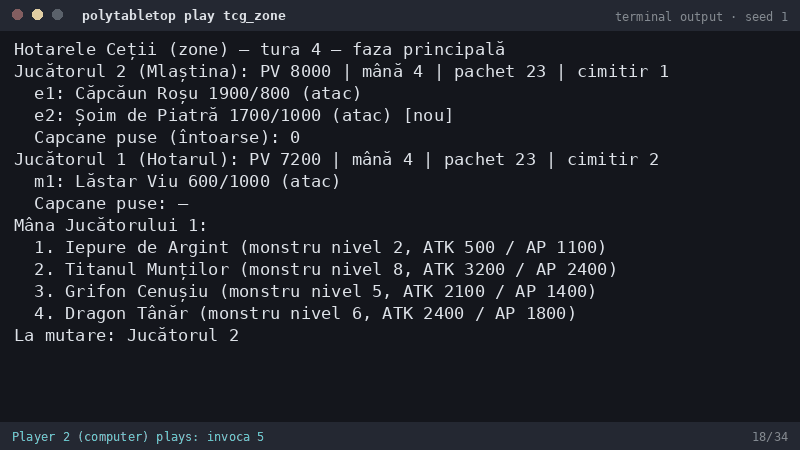 polytabletop play tcg_zone
terminal output · seed 1
Hotarele Ceții (zone) — tura 4 — faza principală
Jucătorul 2 (Mlaștina): PV 8000 | mână 4 | pachet 23 | cimitir 1
e1: Căpcăun Roșu 1900/800 (atac)
e2: Șoim de Piatră 1700/1000 (atac) [nou]
Capcane puse (întoarse): 0
Jucătorul 1 (Hotarul): PV 7200 | mână 4 | pachet 23 | cimitir 2
m1: Lăstar Viu 600/1000 (atac)
Capcane puse: —
Mâna Jucătorului 1:
1. Iepure de Argint (monstru nivel 2, ATK 500 / AP 1100)
2. Titanul Munților (monstru nivel 8, ATK 3200 / AP 2400)
3. Grifon Cenușiu (monstru nivel 5, ATK 2100 / AP 1400)
4. Dragon Tânăr (monstru nivel 6, ATK 2400 / AP 1800)
La mutare: Jucătorul 2
Player 2 (computer) plays: invoca 5
18/34